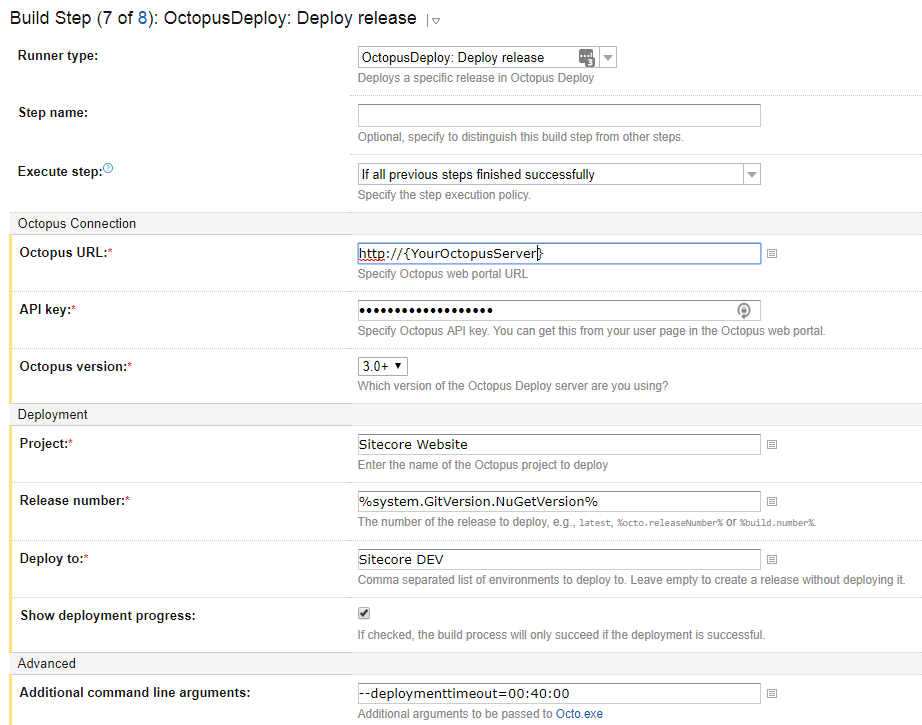 Build Step (7 of 8): OctopusDeploy: Deploy release
Runner type:
OctopusDeploy: Deploy release
3
Deploys a specific release in Octopus Deploy
Step name:
Optional, specify to distinguish this build step from other steps.
Execute step:
If all previous steps finished successfully
Specify the step execution policy.
Octopus Connection
Octopus URL:*
http://{YourOctopusServer}
Specify Octopus web portal URL
API key:*
•••••••••••••••••••
Specify Octopus API key. You can get this from your user page in the Octopus web portal.
Octopus version:*
3.0+
Which version of the Octopus Deploy server are you using?
Deployment
Project:*
Sitecore Website
Enter the name of the Octopus project to deploy
Release number:*
%system.GitVersion.NuGetVersion%
The number of the release to deploy, e.g., latest, %octo.releaseNumber% or %build.number%.
Deploy to:*
Sitecore DEV
Comma separated list of environments to deploy to. Leave empty to create a release without deploying it.
Show deployment progress:
If checked, the build process will only succeed if the deployment is successful.
Advanced
Additional command line arguments:
--deploymenttimeout=00:40:00
Additional arguments to be passed to Octo.exe